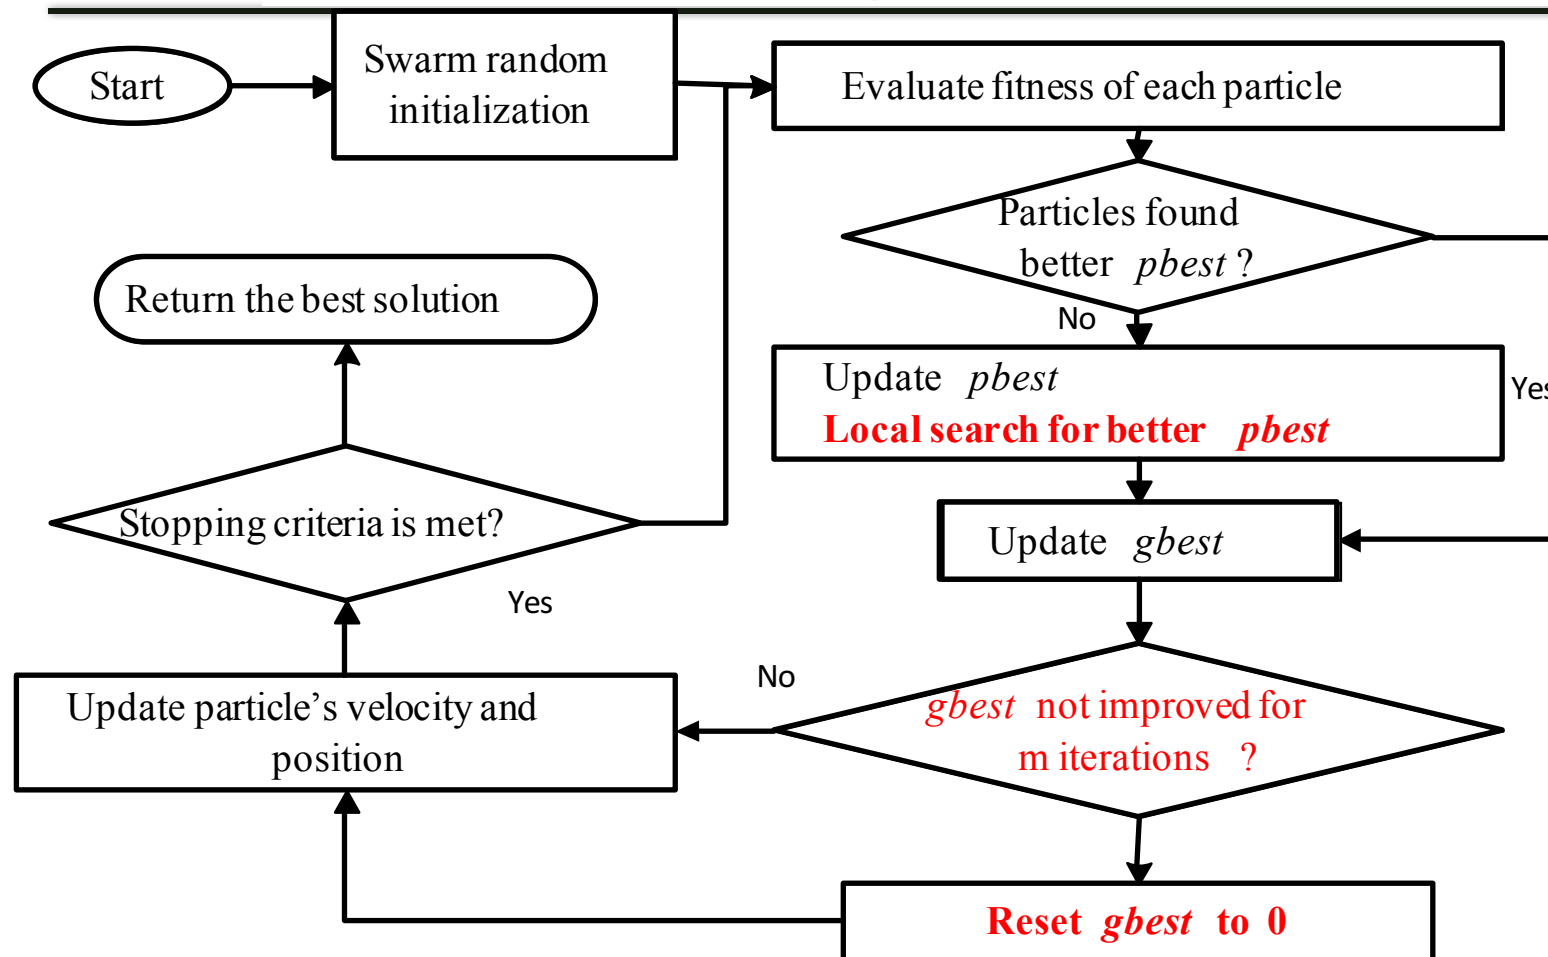 Start
Swarm random
initialization
Evaluate fitness of each particle
Particles found
better pbest ?
No
Update pbest
Local search for better pbest
Yes
Update gbest
gbest not improved for
m iterations ?
No
Reset gbest to 0
Update particle’s velocity and
position
Yes
Stopping criteria is met?
Return the best solution